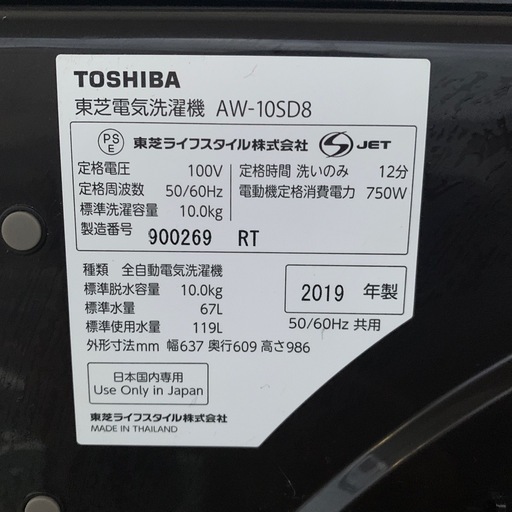 TOSHIBA
東芝電気洗濯機 AW-10SD8
PS E 東芝ライフスタイル株式会社 S JET
定格電圧 100V 定格時間 洗いのみ 12分
定格周波数 50/60Hz 電動機定格消費電力 750W
標準洗濯容量 10.0kg
製造番号 900269 RT
種類 全自動電気洗濯機
標準脱水容量 10.0kg
標準水量 67L
標準使用水量 119L
2019 年製
50/60Hz 共用
外形寸法mm 幅637 奥行609 高さ986
日本国内専用
Use Only in Japan
東芝ライフスタイル株式会社
MADE IN THAILAND